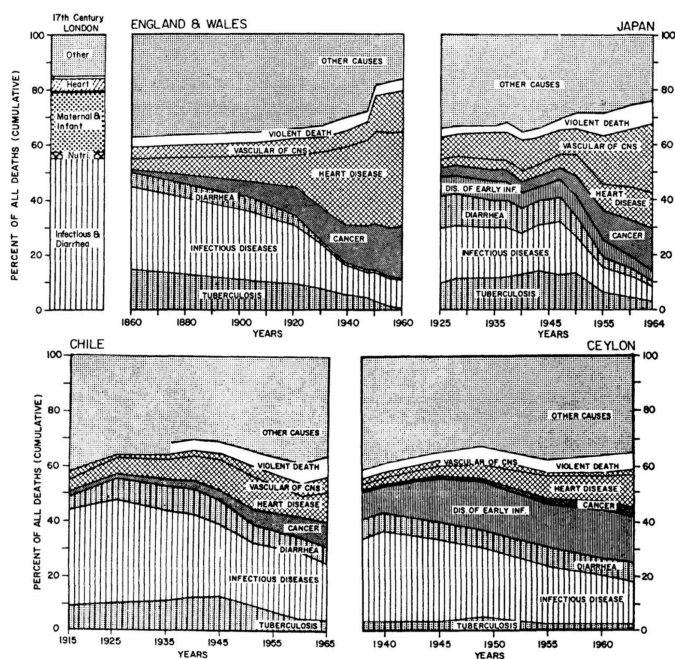 17th Century
LONDON
ENGLAND & WALES
JAPAN
PERCENT OF ALL DEATHS (CUMULATIVE)
100
80
60
40
20
0
Other
Heart
Maternal &
Infant
Nutri.
Infectious &
Diarrhea
OTHER CAUSES
VIOLENT DEATH
VASCULAR OF CNS
HEART DISEASE
DIARRHEA
CANCER
INFECTIOUS DISEASES
TUBERCULOSIS
1860
1880
1900
1920
1940
1960
YEARS
OTHER CAUSES
VIOLENT DEATH
VASCULAR OF CNS
HEART
DISEASE
DIS. OF EARLY INF.
DIARRHEA
CANCER
INFECTIOUS DISEASES
TUBERCULOSIS
100
80
60
40
20
0
1925
1935
1945
1955
1964
YEARS
CHILE
CEYLON
PERCENT OF ALL DEATHS (CUMULATIVE)
100
80
60
40
20
0
OTHER CAUSES
VIOLENT DEATH
VASCULAR OF CNS
HEART DISEASE
CANCER
DIARRHEA
INFECTIOUS DISEASES
TUBERCULOSIS
1915
1925
1935
1945
1955
1965
YEARS
OTHER CAUSES
VASCULAR OF CNS
VIOLENT DEATH
HEART DISEASE
CANCER
DIS OF EARLY INF.
DIARRHEA
INFECTIOUS DISEASE
TUBERCULOSIS
100
80
60
40
20
0
1940
1945
1950
1955
1960
YEARS